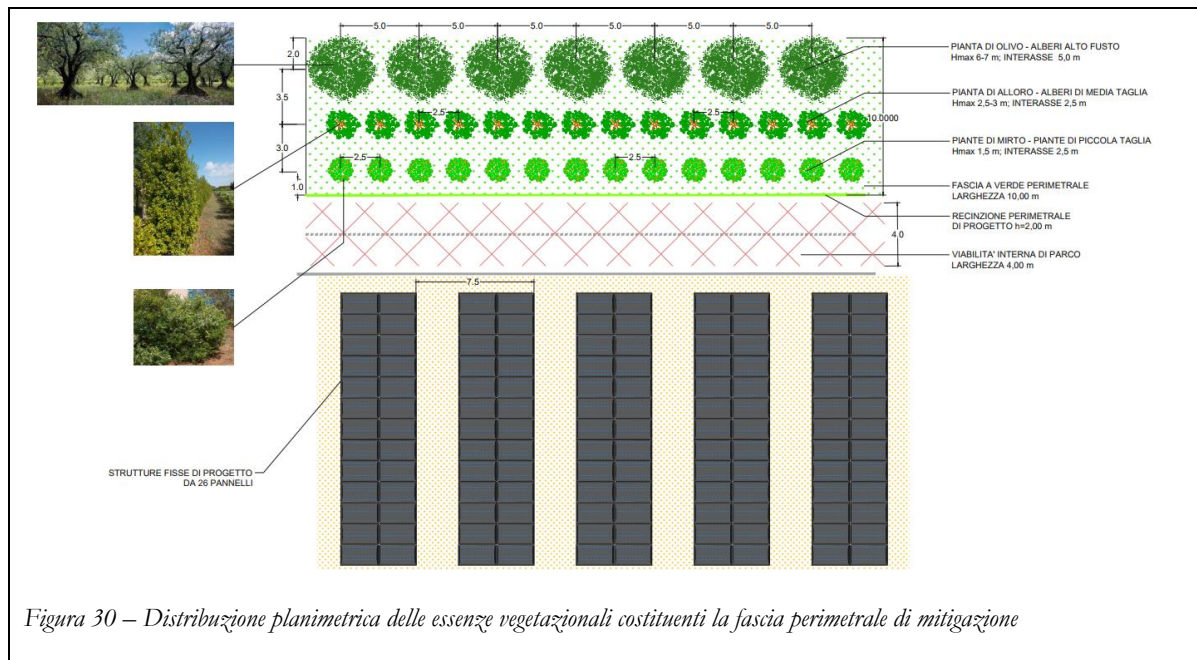 5.0 5.0 5.0 5.0 5.0 5.0
2.0
3.5
3.0
1.0
2.5 2.5
2.5 2.5
10.0000
4.0
7.5
PIANTA DI OLIVO - ALBERI ALTO FUSTO
Hmax 6-7 m; INTERASSE 5,0 m
PIANTA DI ALLORO - ALBERI DI MEDIA TAGLIA
Hmax 2,5-3 m; INTERASSE 2,5 m
PIANTE DI MIRTO - PIANTE DI PICCOLA TAGLIA
Hmax 1,5 m; INTERASSE 2,5 m
FASCIA A VERDE PERIMETRALE
LARGHEZZA 10,00 m
RECINZIONE PERIMETRALE
DI PROGETTO h=2,00 m
VIABILITA' INTERNA DI PARCO
LARGHEZZA 4,00 m
STRUTTURE FISSE DI PROGETTO
DA 26 PANNELLI
Figura 30 – Distribuzione planimetrica delle essenze vegetazionali costituenti la fascia perimetrale di mitigazione